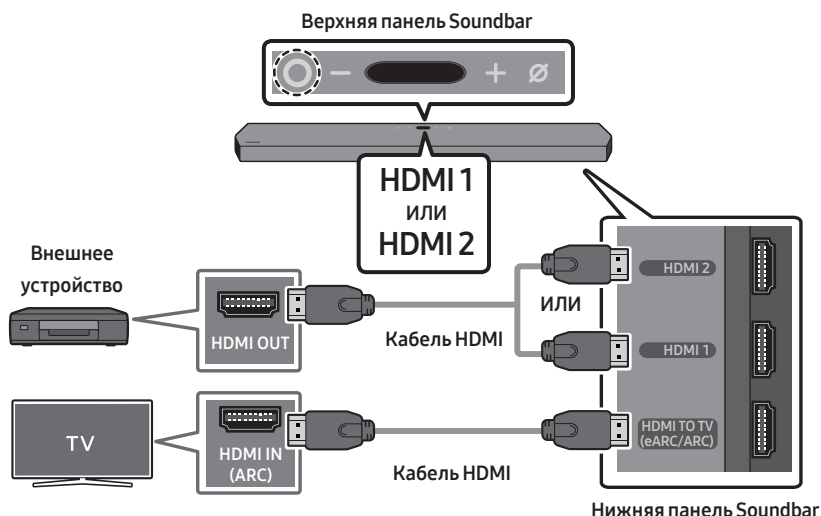 Верхняя панель Soundbar
HDMI 1
или
HDMI 2
Внешнее
устройство
HDMI OUT
Кабель HDMI
или
HDMI 2
HDMI 1
TV
HDMI IN
(ARC)
Кабель HDMI
HDMI TO TV
(eARC/ARC)
Нижняя панель Soundbar